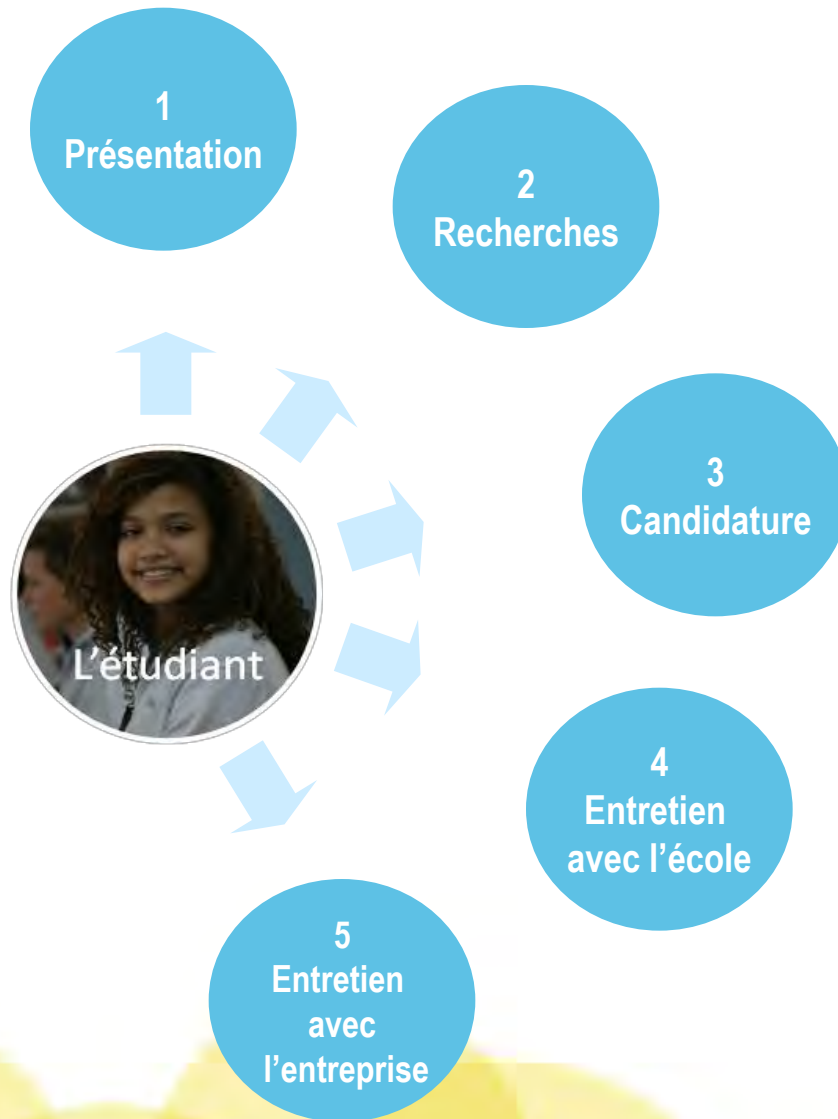 1
Présentation
2
Recherches
3
Candidature
L’étudiant
4
Entretien
avec l’école
5
Entretien
avec
l’entreprise